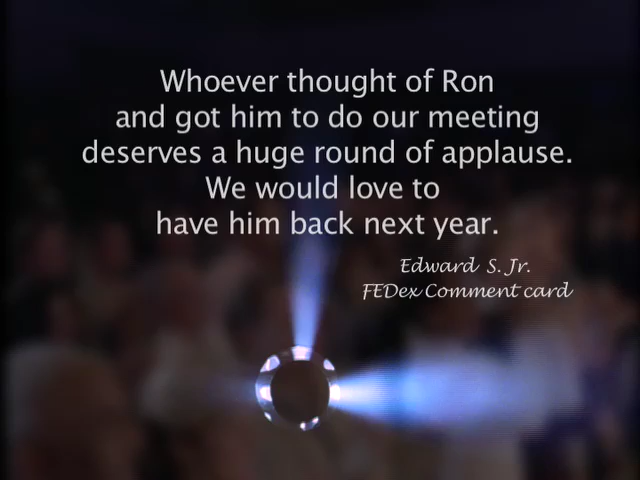 Whoever thought of Ron
and got him to do our meeting
deserves a huge round of applause.
We would love to
have him back next year.
Edward S. Jr.
FEDex Comment card